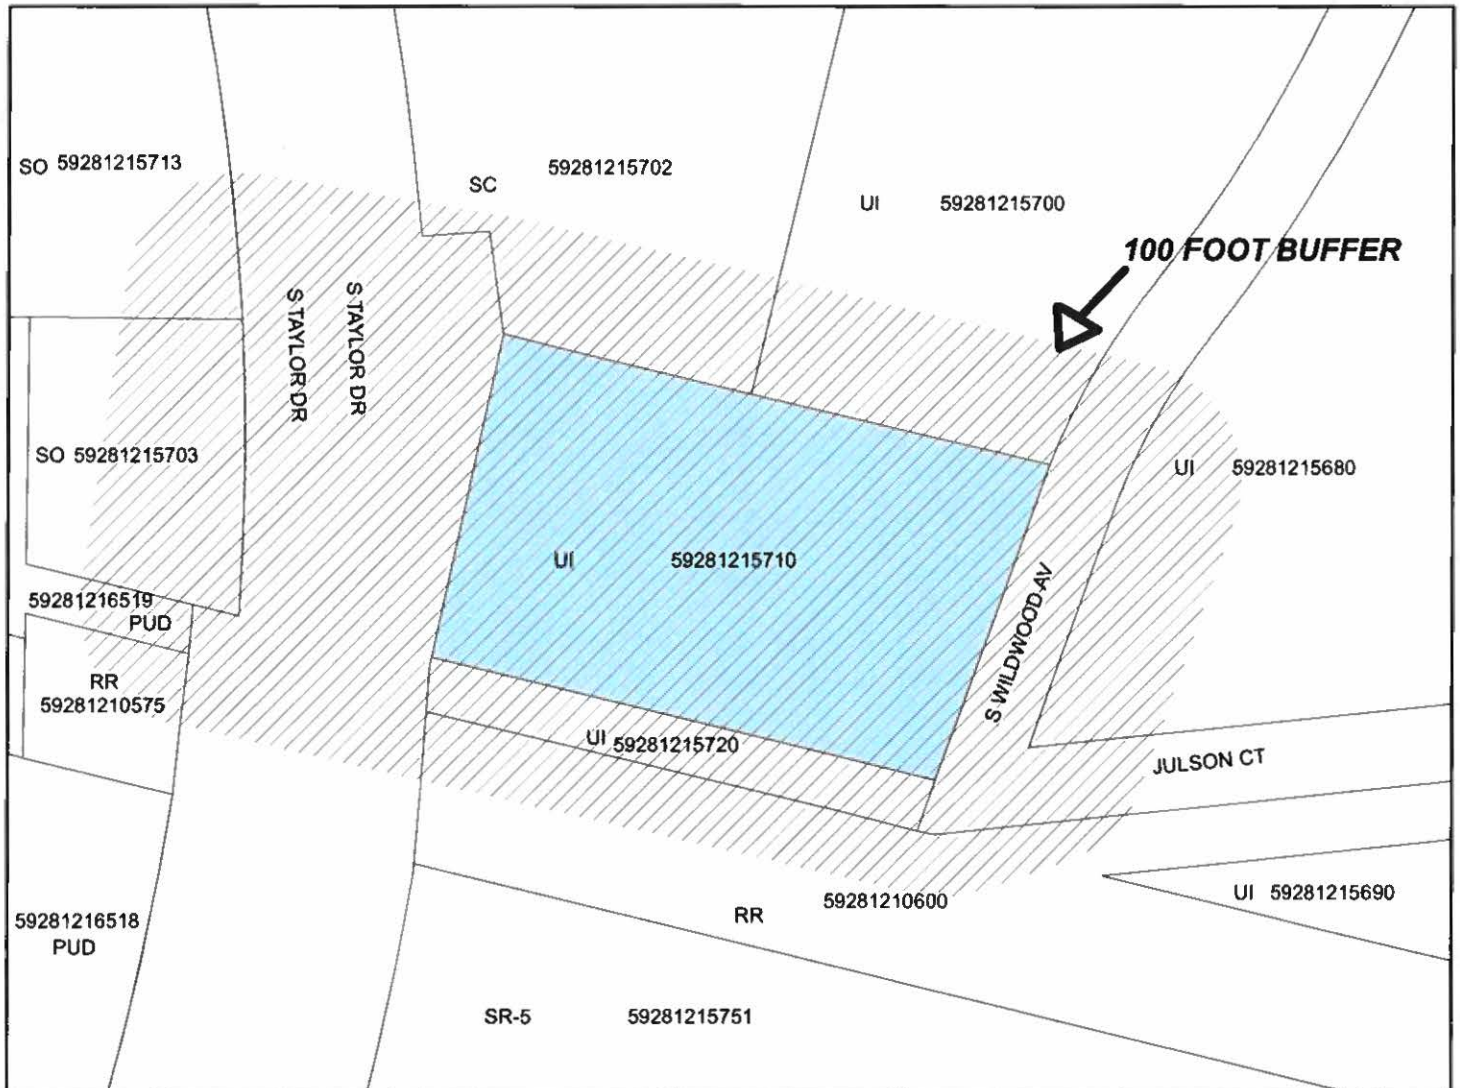 SO 59281215713
SC 59281215702
UI 59281215700
100 FOOT BUFFER
S TAYLOR DR
S TAYLOR DR
SO 59281215703
UI 59281215680
UI 59281215710
59281216519
PUD
RR
59281210575
S WILDWOOD AV
UI 59281215720
JULSON CT
59281216518
PUD
RR 59281210600
UI 59281215690
SR-5 59281215751